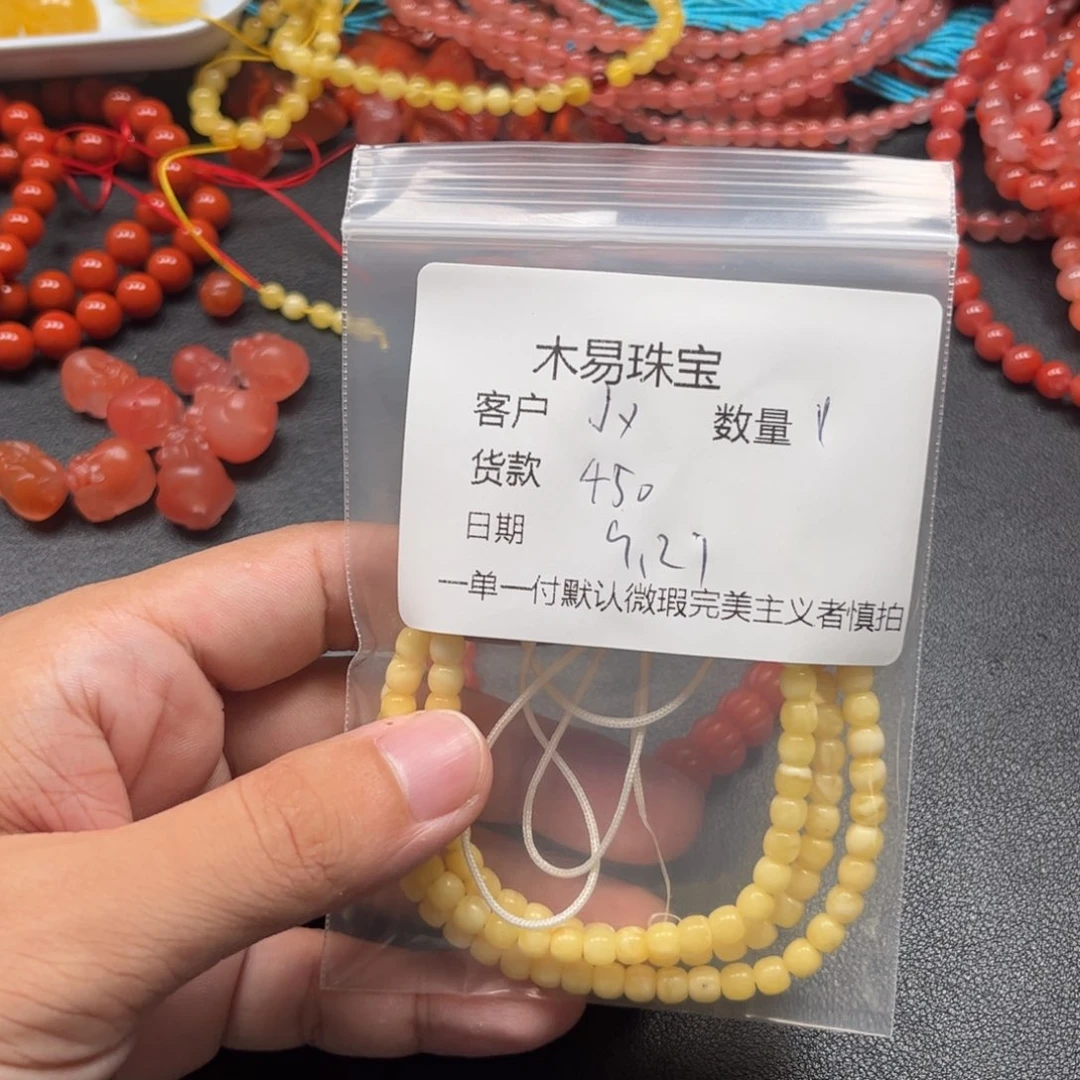 木易珠宝
客户 Jx 数量 1
货款 450
日期 9.27
一单一付默认微瑕完美主义者慎拍